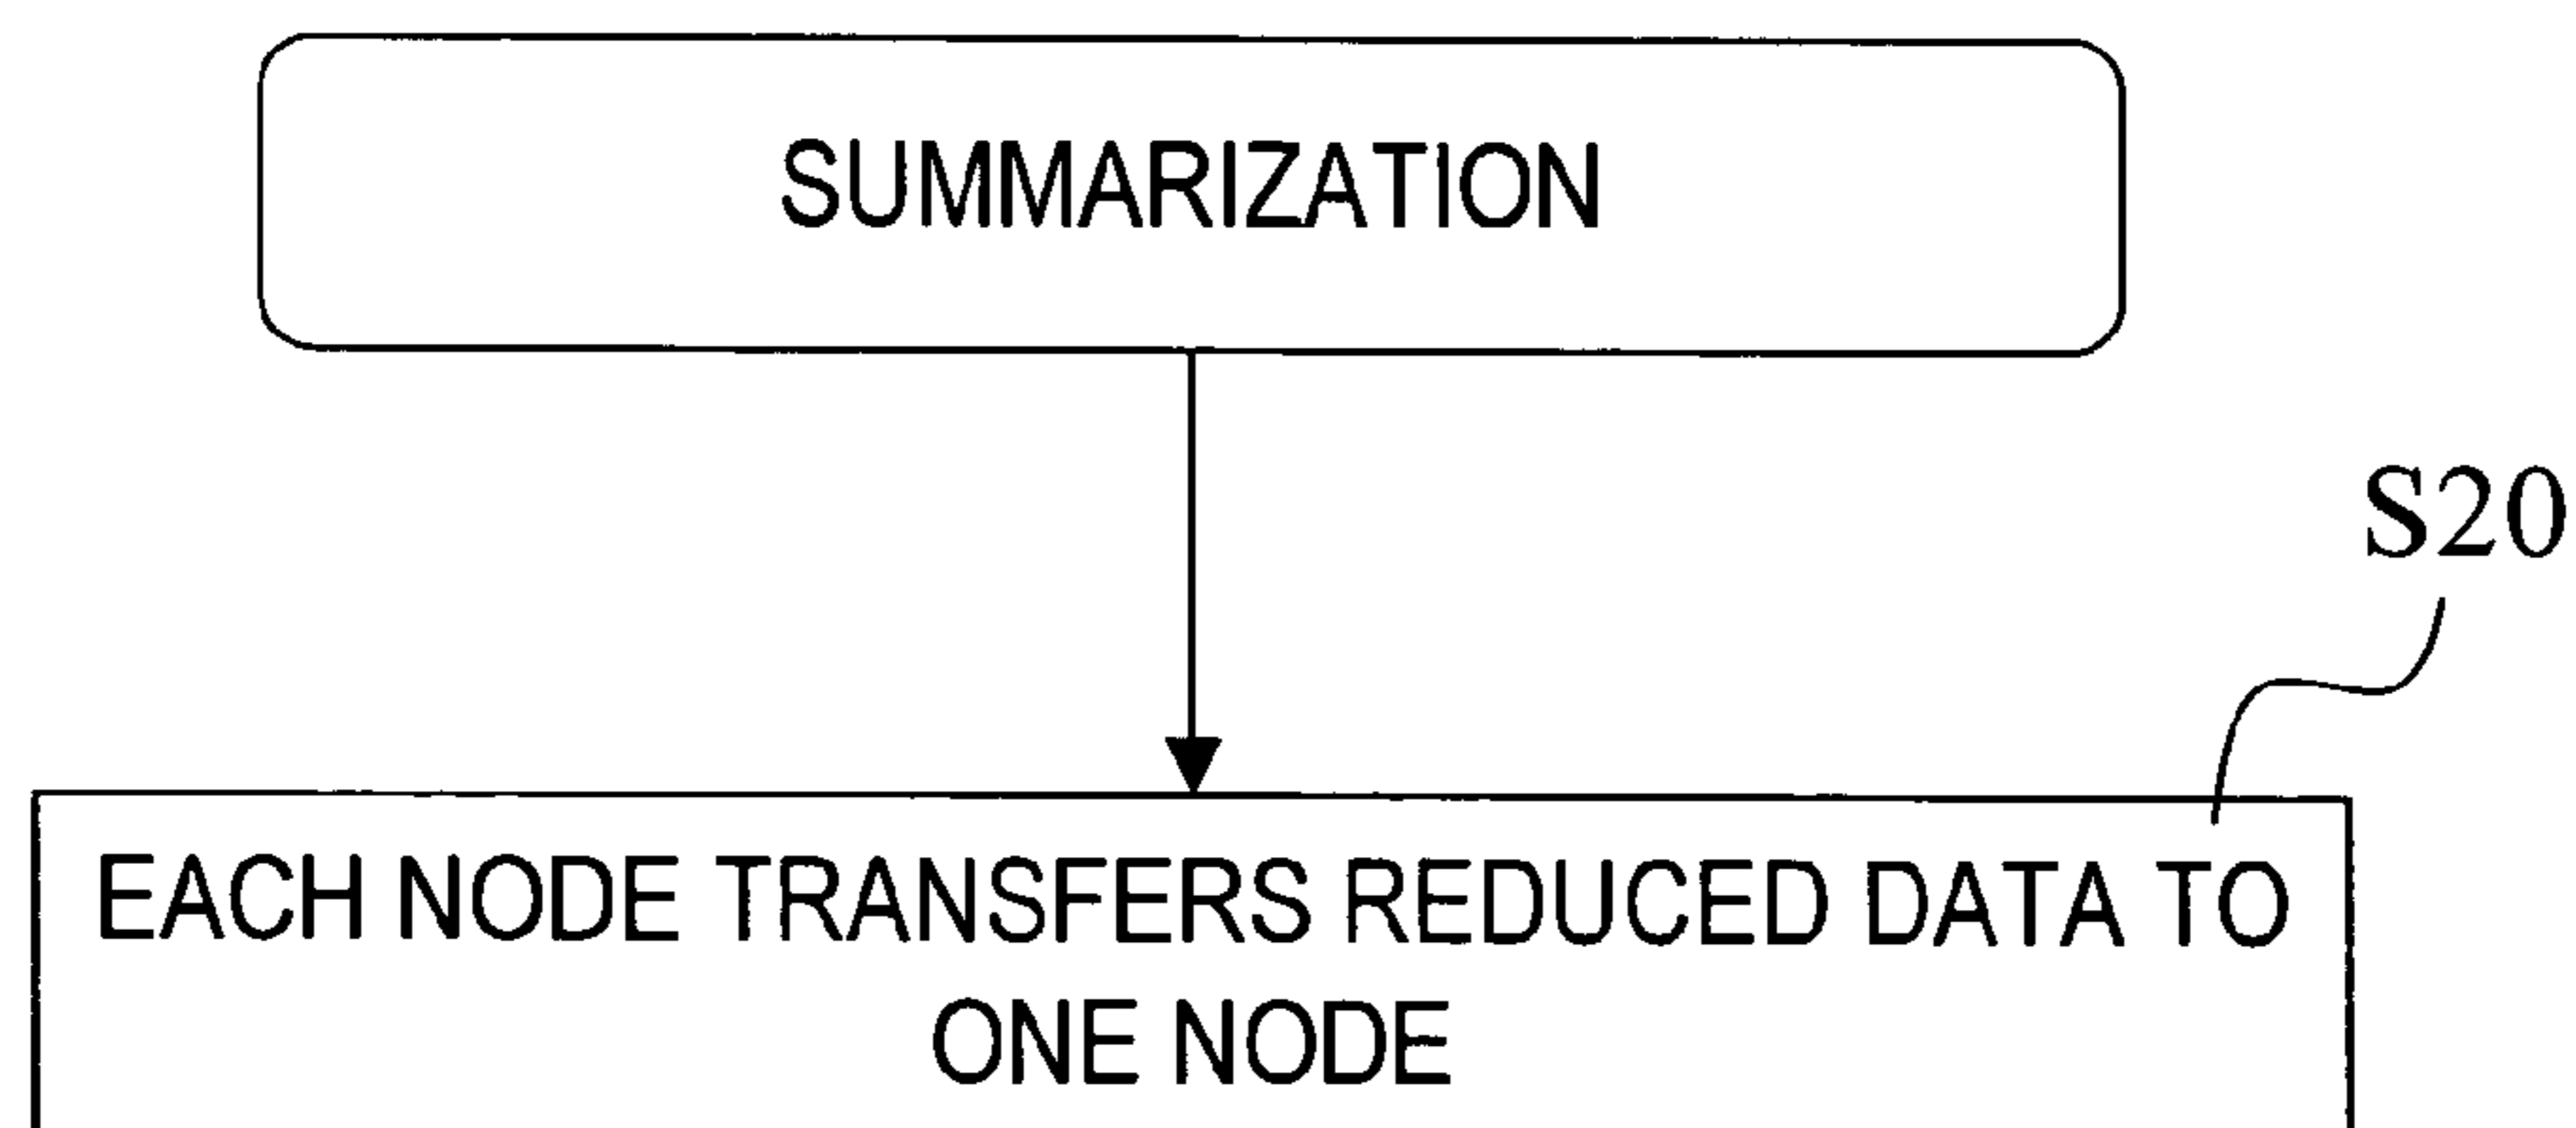 SUMMARIZATION
S20
EACH NODE TRANSFERS REDUCED DATA TO
ONE NODE